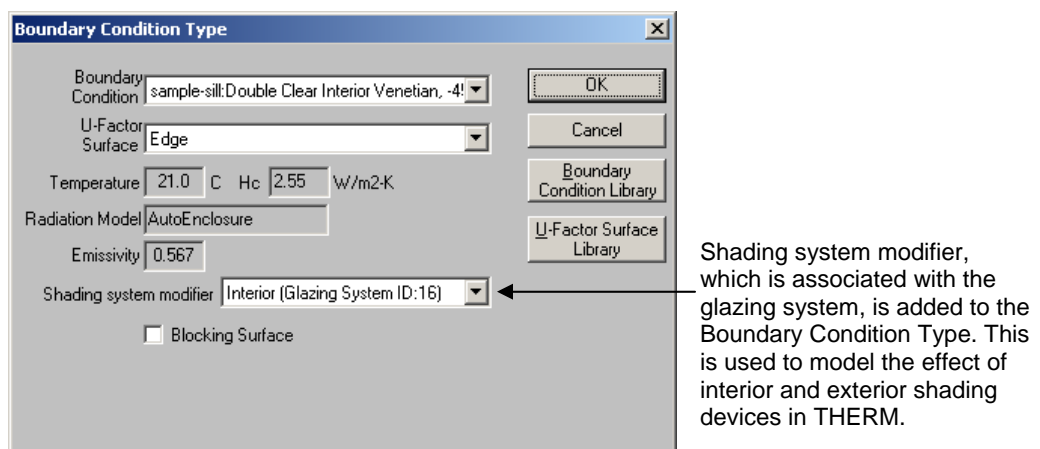 Boundary Condition Type
Boundary
Condition
sample-sill:Double Clear Interior Venetian, -4
OK
U-Factor
Surface
Edge
Cancel
Temperature 21.0 C Hc 2.55 W/m2-K
Boundary
Condition Library
Radiation Model AutoEnclosure
Emissivity 0.567
U-Factor Surface
Library
Shading system modifier Interior (Glazing System ID:16)
Blocking Surface
Shading system modifier,
which is associated with the
glazing system, is added to the
Boundary Condition Type. This
is used to model the effect of
interior and exterior shading
devices in THERM.